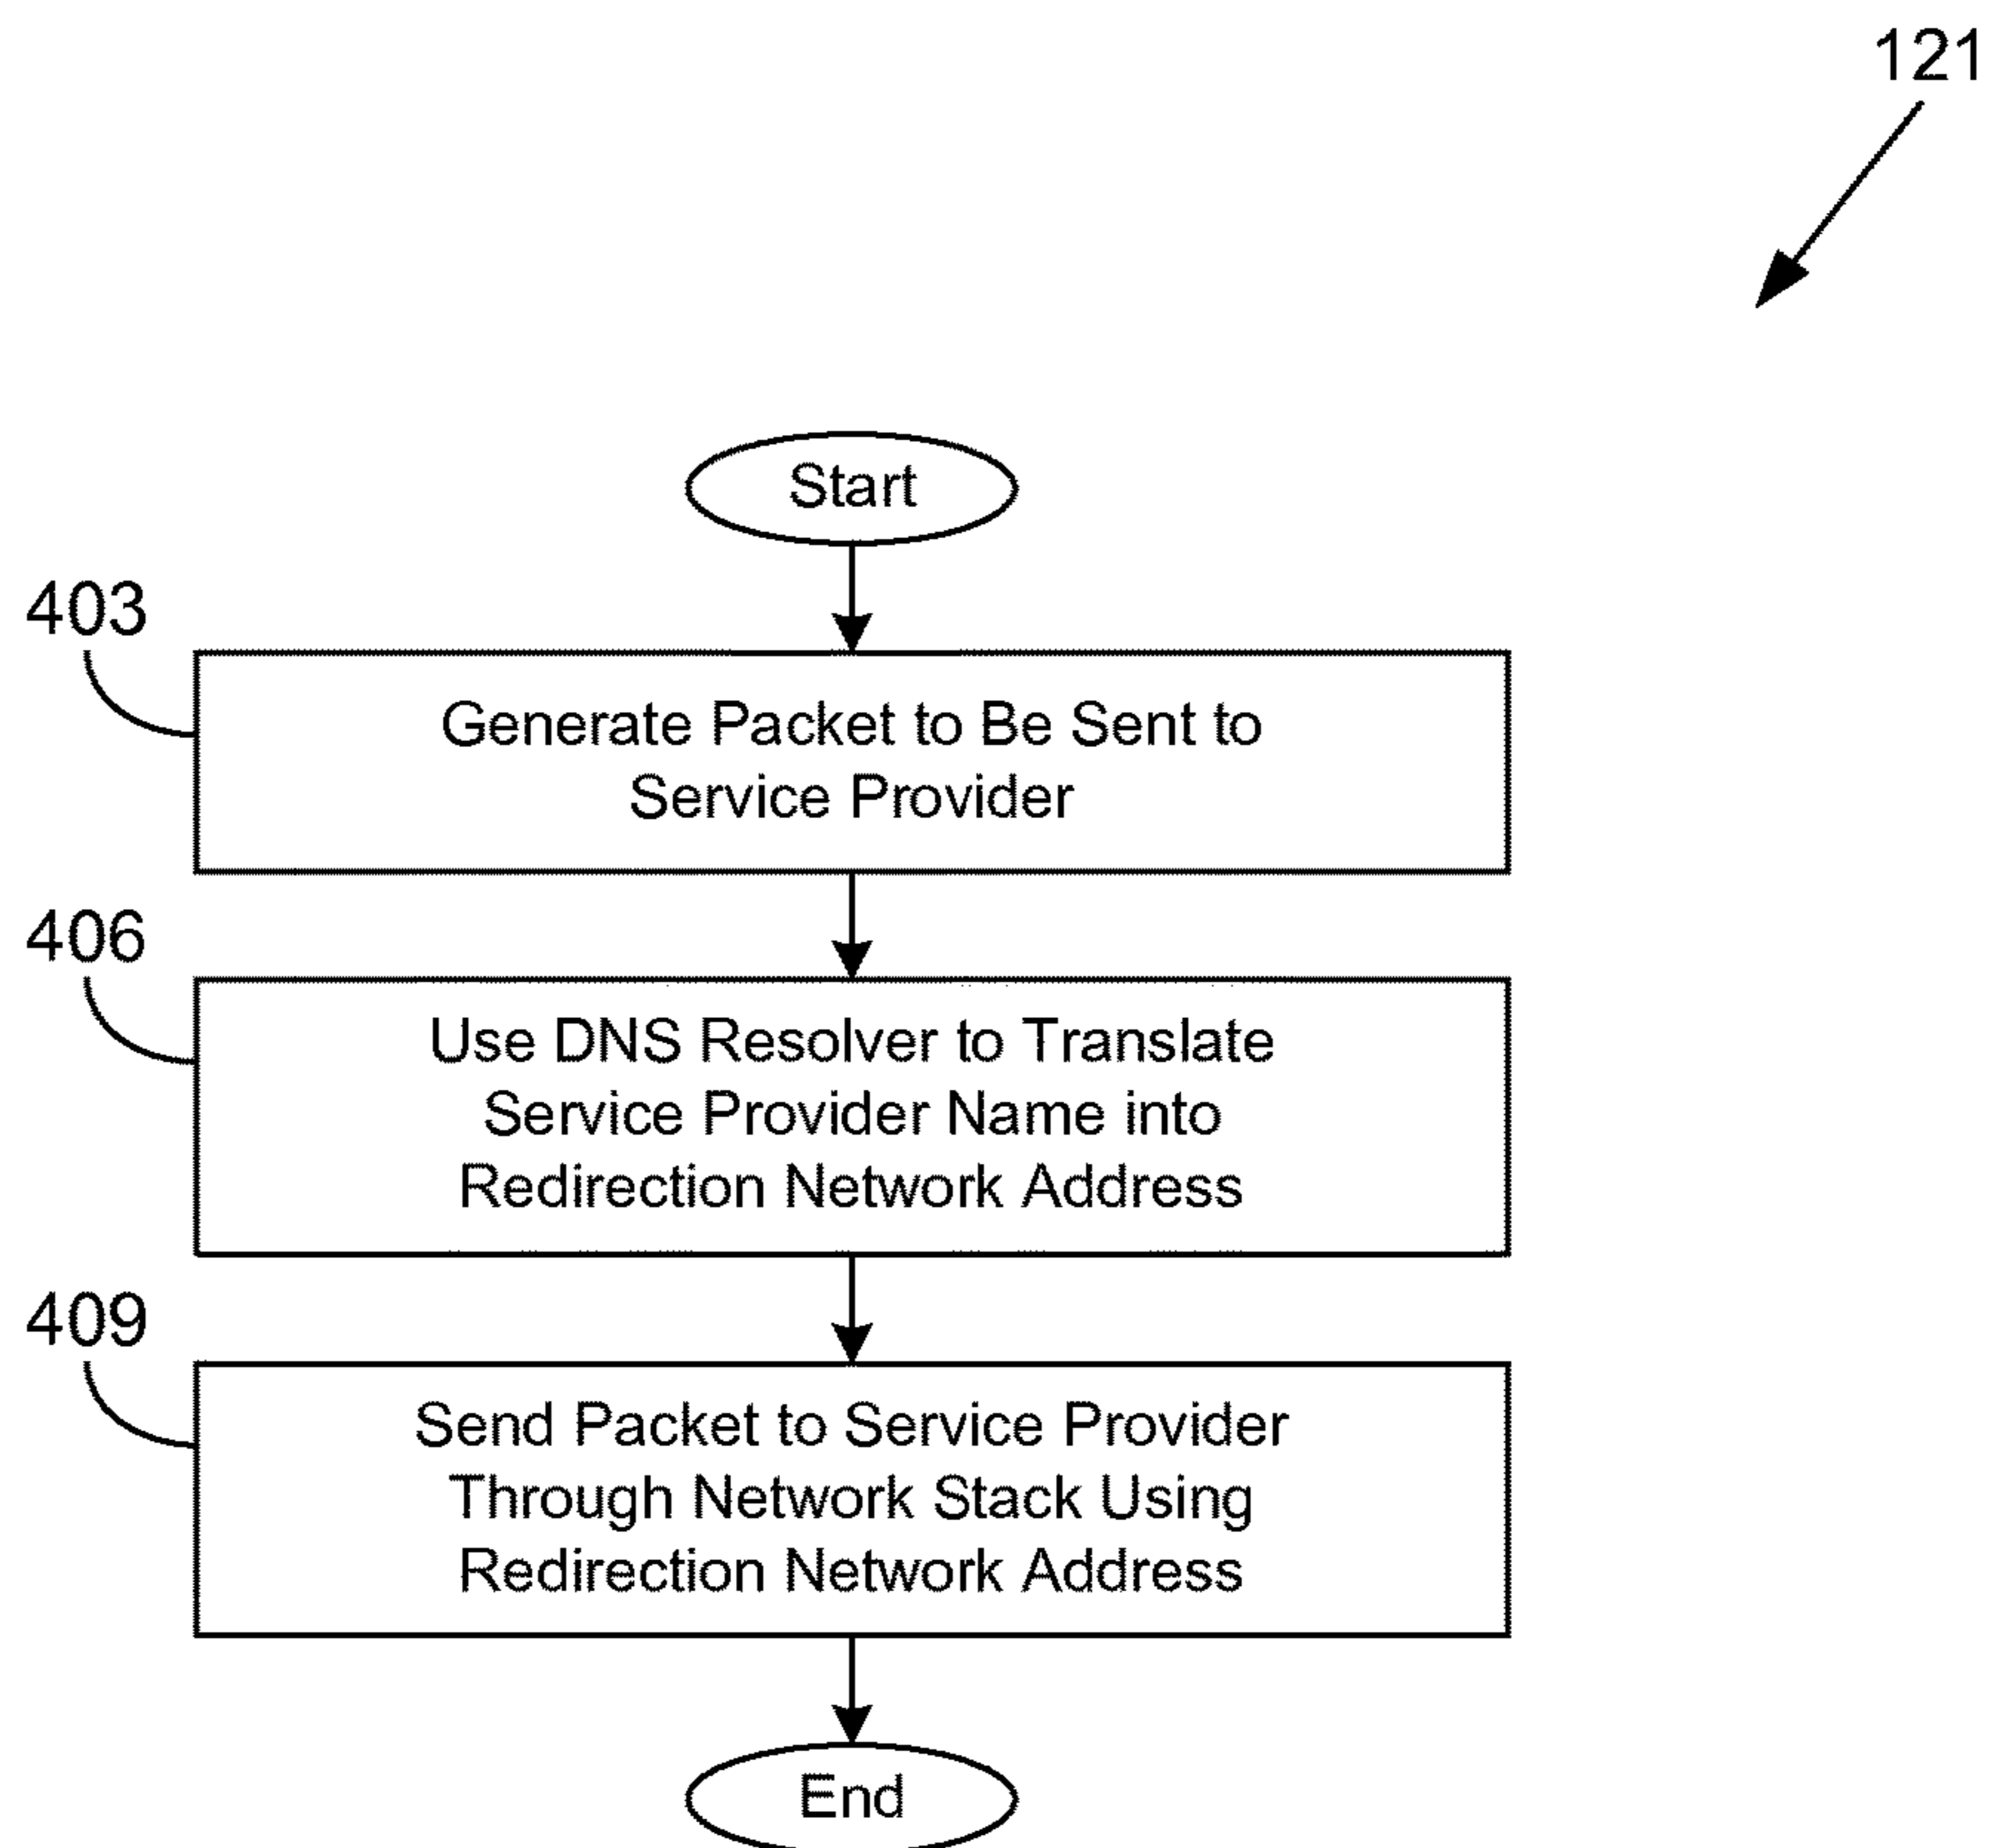 121
Start
403
Generate Packet to Be Sent to
Service Provider
406
Use DNS Resolver to Translate
Service Provider Name into
Redirection Network Address
409
Send Packet to Service Provider
Through Network Stack Using
Redirection Network Address
End